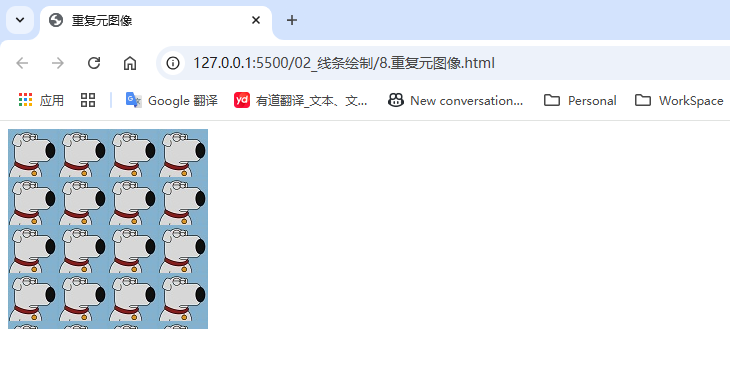 重复元图像
127.0.0.1:5500/02_线条绘制/8.重复元图像.html
应用 Google 翻译 yd 有道翻译_文本、文... New conversation... Personal WorkSpace